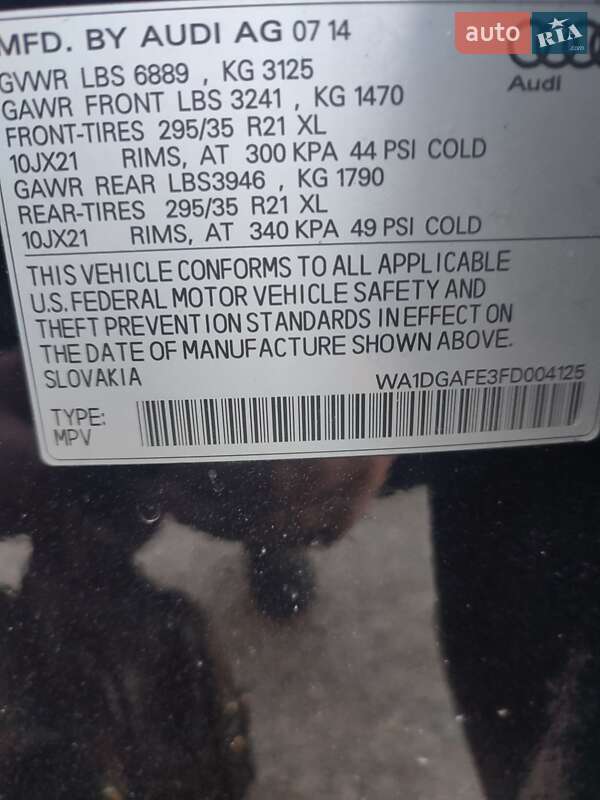 MFD. BY AUDI AG 07 14
GVWR LBS 6889 , KG 3125
GAWR FRONT LBS 3241 , KG 1470
FRONT-TIRES 295/35 R21 XL
10JX21 RIMS, AT 300 KPA 44 PSI COLD
GAWR REAR LBS3946 , KG 1790
REAR-TIRES 295/35 R21 XL
10JX21 RIMS, AT 340 KPA 49 PSI COLD
THIS VEHICLE CONFORMS TO ALL APPLICABLE
U.S. FEDERAL MOTOR VEHICLE SAFETY AND
THEFT PREVENTION STANDARDS IN EFFECT ON
THE DATE OF MANUFACTURE SHOWN ABOVE.
SLOVAKIA WA1DGAFE3FD004125
TYPE:
MPV
Audi
auto RIA.com